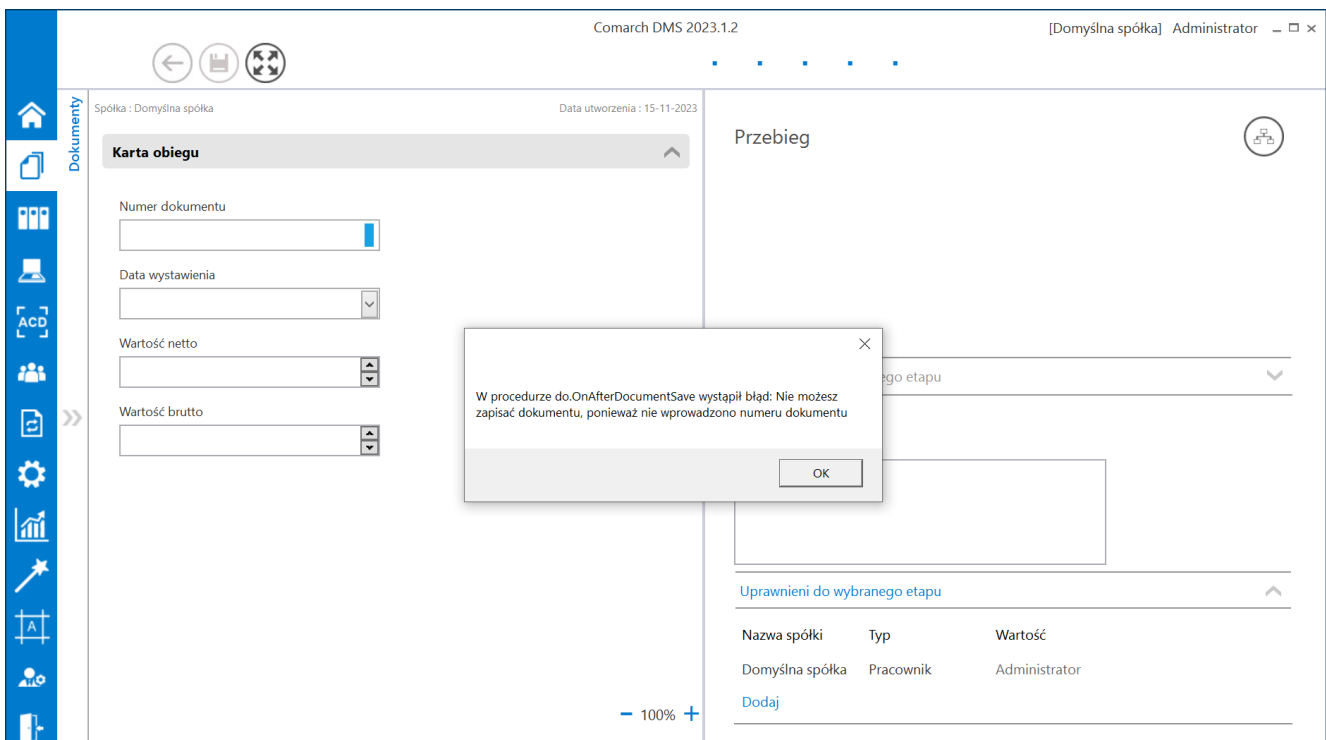 Comarch DMS 2023.1.2
[Domyślna spółka] Administrator
Dokumenty
Spółka : Domyślna spółka
Data utworzenia : 15-11-2023
Karta obiegu
Numer dokumentu
Data wystawienia
Wartość netto
Wartość brutto
100%
ACD
A
Przebieg
ego etapu
W procedurze do.OnAfterDocumentSave wystąpił błąd: Nie możesz
zapisać dokumentu, ponieważ nie wprowadzono numeru dokumentu
OK
Uprawnieni do wybranego etapu
Nazwa spółki Typ Wartość
Domyślna spółka Pracownik Administrator
Dodaj